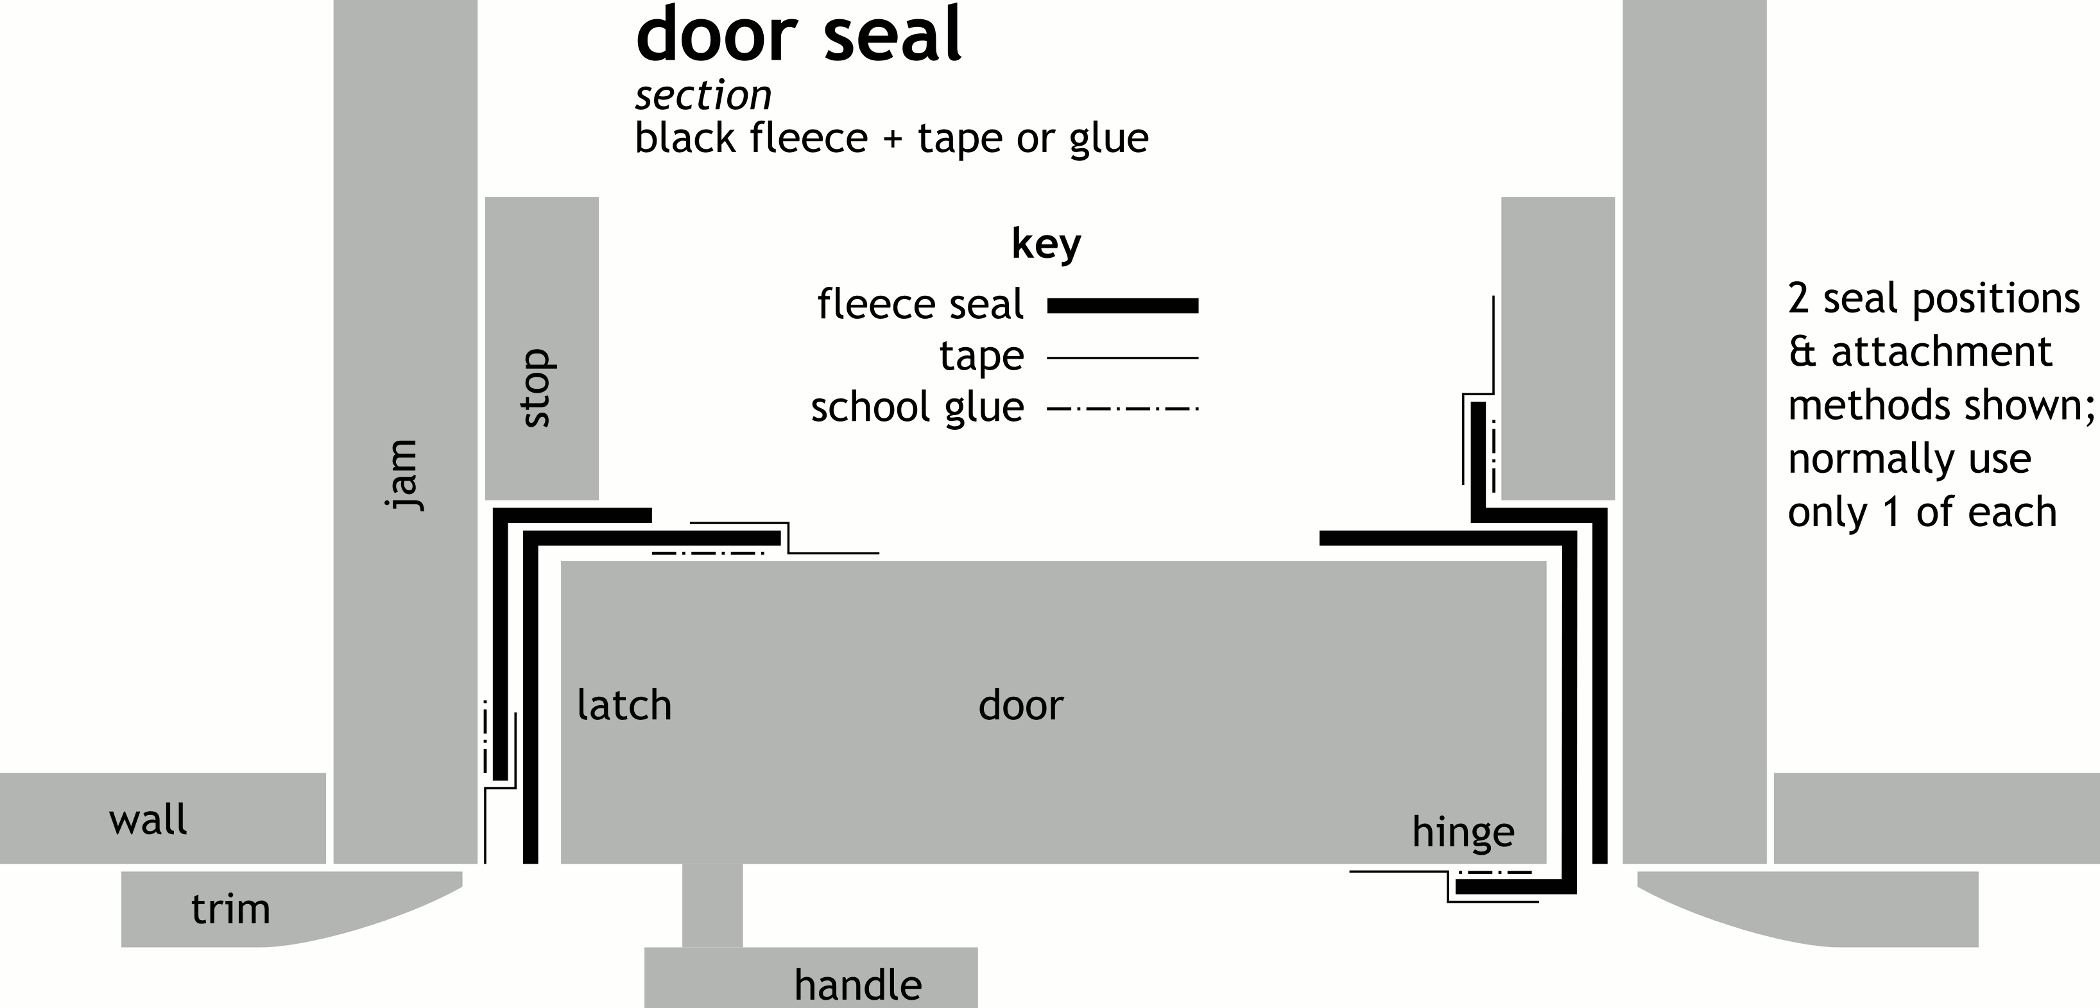 door seal
section
black fleece + tape or glue
key
fleece seal
tape
school glue
2 seal positions
& attachment
methods shown;
normally use
only 1 of each
stop
jam
latch
door
hinge
wall
trim
handle